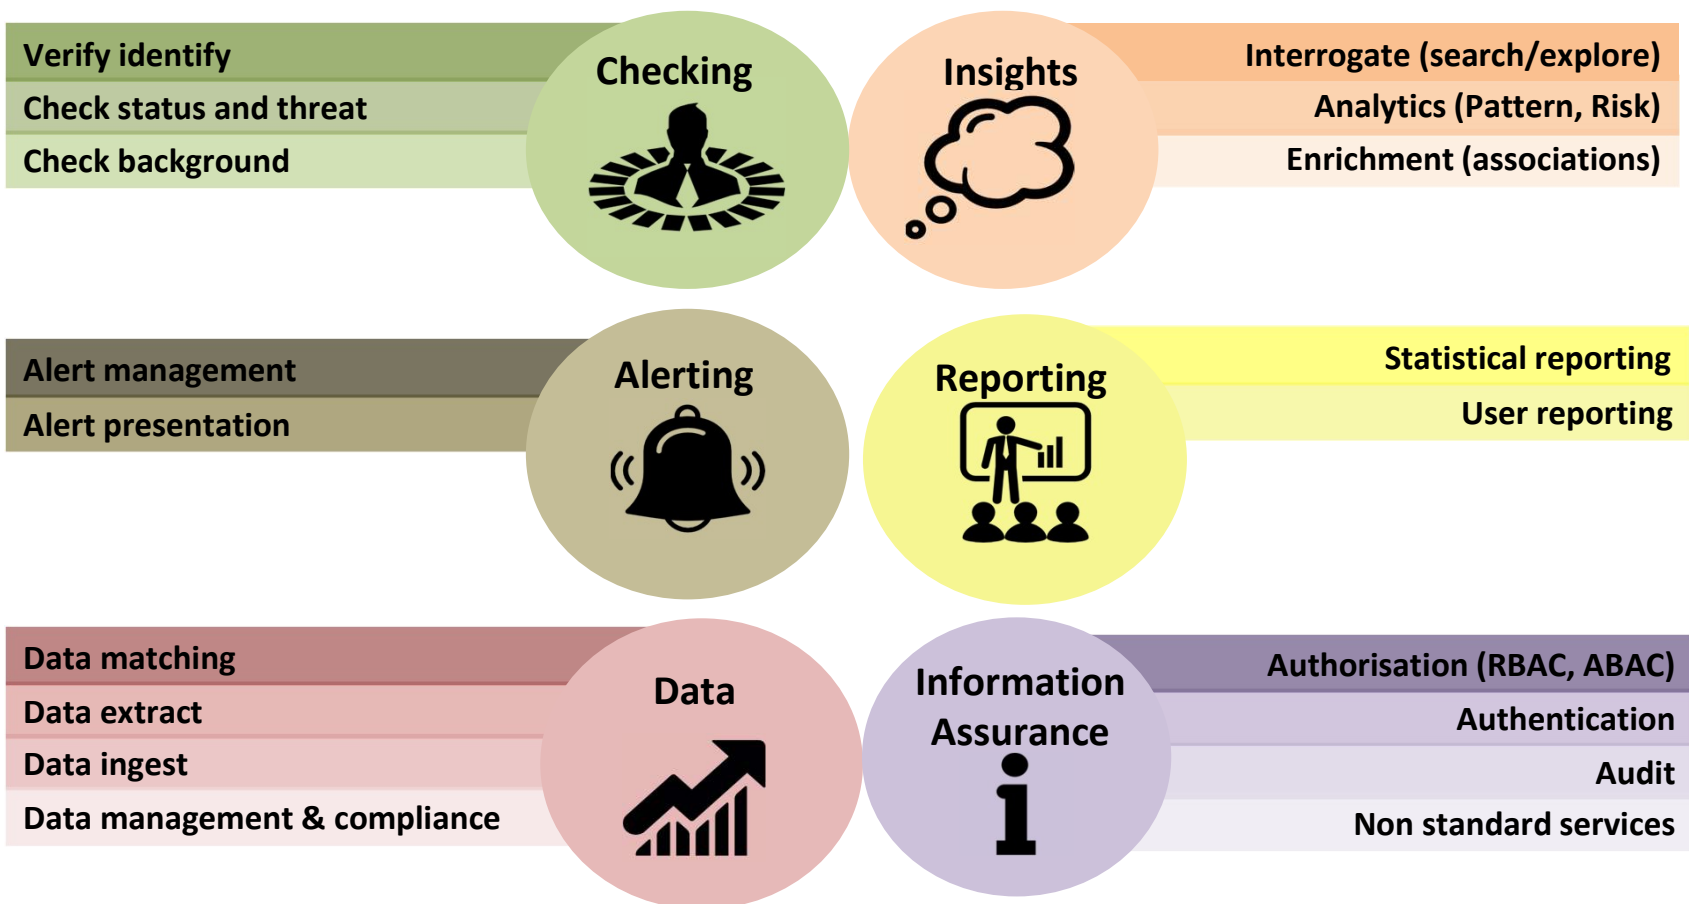 Verify identify
Check status and threat
Check background
Checking
Insights
Interrogate (search/explore)
Analytics (Pattern, Risk)
Enrichment (associations)
Alert management
Alert presentation
Alerting
Reporting
Statistical reporting
User reporting
Data matching
Data extract
Data ingest
Data management & compliance
Data
Information
Assurance
Authorisation (RBAC, ABAC)
Authentication
Audit
Non standard services